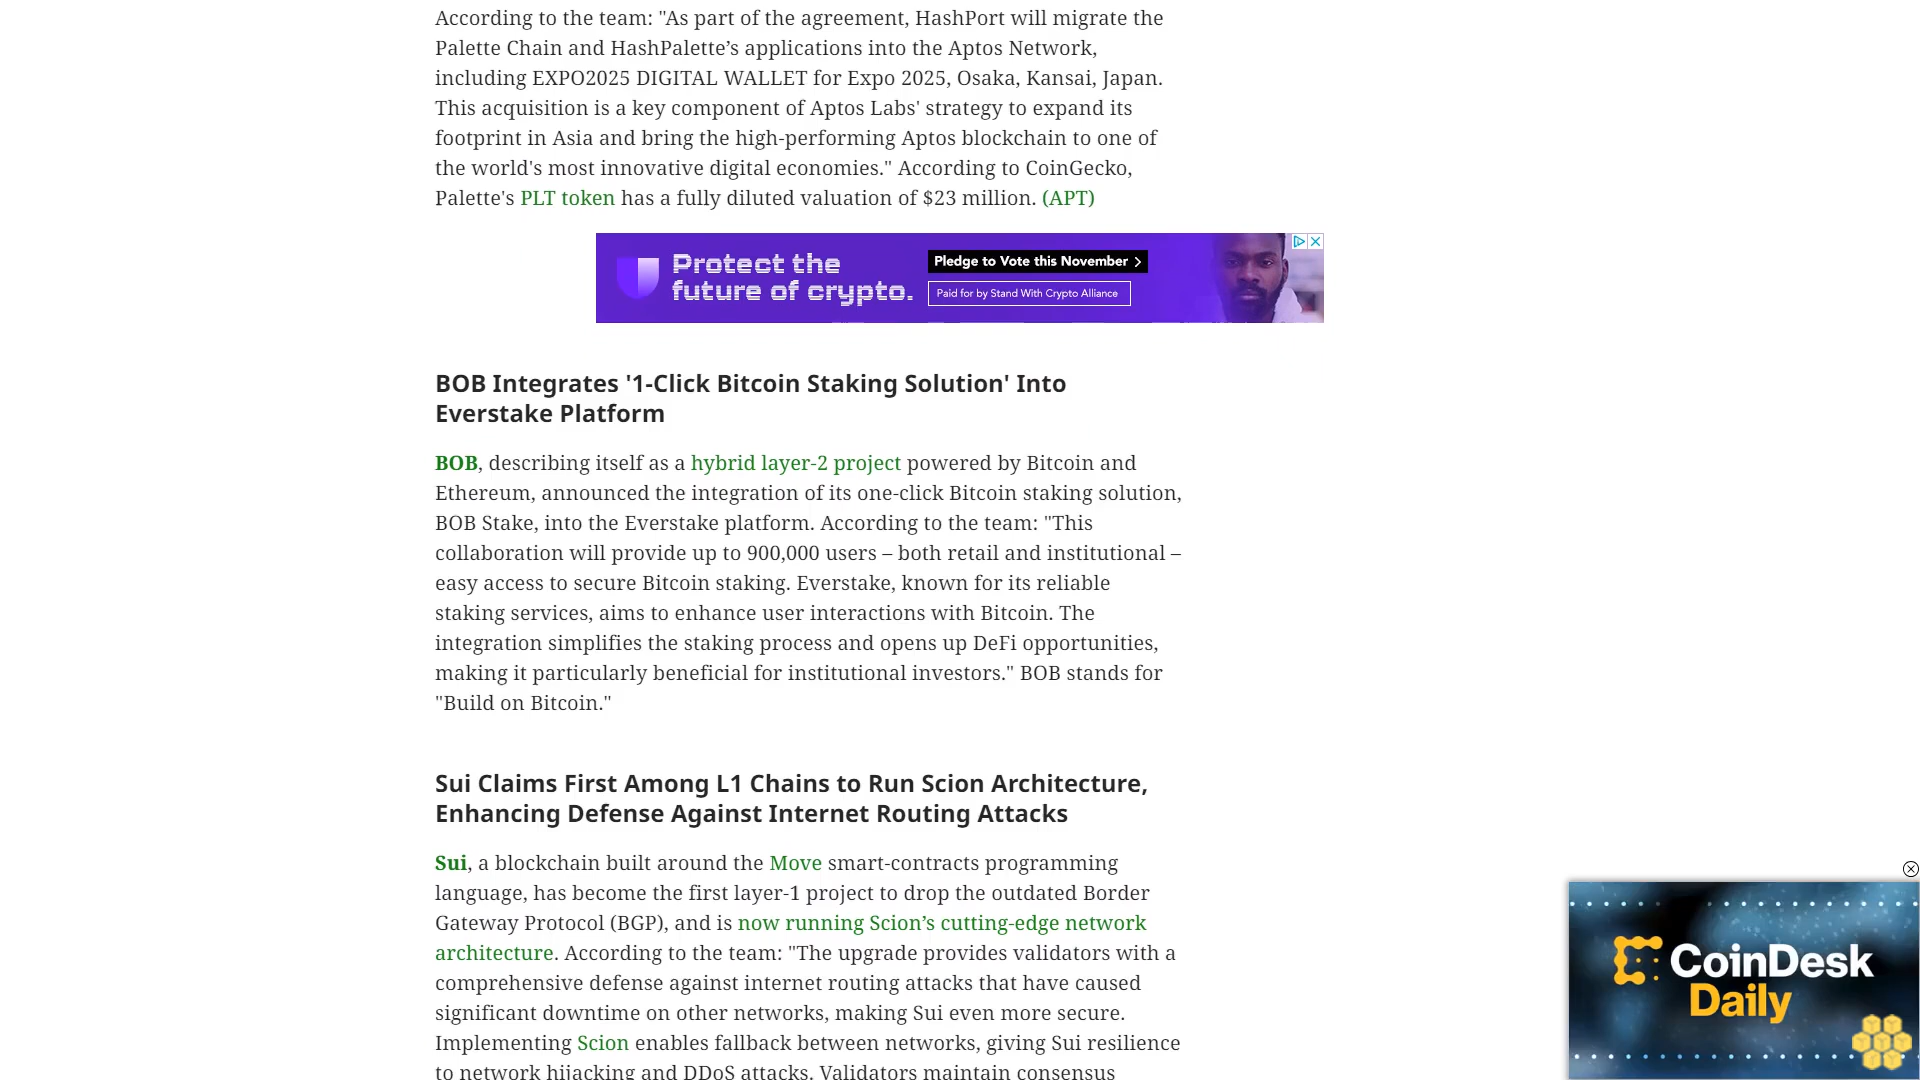 According to the team: "As part of the agreement, HashPort will migrate the
Palette Chain and HashPalette’s applications into the Aptos Network,
including EXPO2025 DIGITAL WALLET for Expo 2025, Osaka, Kansai, Japan.
This acquisition is a key component of Aptos Labs' strategy to expand its
footprint in Asia and bring the high-performing Aptos blockchain to one of
the world's most innovative digital economies." According to CoinGecko,
Palette's PLT token has a fully diluted valuation of $23 million. (APT)
Protect the
future of crypto.
Pledge to Vote this November
Paid for by Stand With Crypto Alliance
BOB Integrates '1-Click Bitcoin Staking Solution' Into
Everstake Platform
BOB, describing itself as a hybrid layer-2 project powered by Bitcoin and
Ethereum, announced the integration of its one-click Bitcoin staking solution,
BOB Stake, into the Everstake platform. According to the team: "This
collaboration will provide up to 900,000 users – both retail and institutional –
easy access to secure Bitcoin staking. Everstake, known for its reliable
staking services, aims to enhance user interactions with Bitcoin. The
integration simplifies the staking process and opens up DeFi opportunities,
making it particularly beneficial for institutional investors." BOB stands for
"Build on Bitcoin."
Sui Claims First Among L1 Chains to Run Scion Architecture,
Enhancing Defense Against Internet Routing Attacks
Sui, a blockchain built around the Move smart-contracts programming
language, has become the first layer-1 project to drop the outdated Border
Gateway Protocol (BGP), and is now running Scion’s cutting-edge network
architecture. According to the team: "The upgrade provides validators with a
comprehensive defense against internet routing attacks that have caused
significant downtime on other networks, making Sui even more secure.
Implementing Scion enables fallback between networks, giving Sui resilience
to network hijacking and DDoS attacks. Validators maintain consensus
CoinDesk
Daily